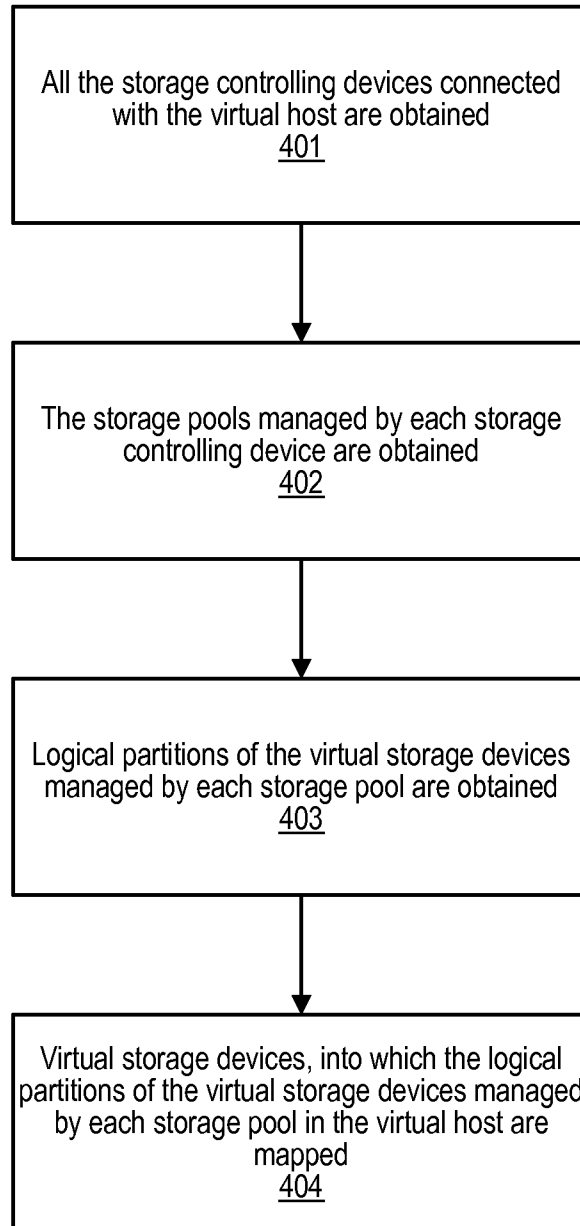 All the storage controlling devices connected
with the virtual host are obtained
401
The storage pools managed by each storage
controlling device are obtained
402
Logical partitions of the virtual storage devices
managed by each storage pool are obtained
403
Virtual storage devices, into which the logical
partitions of the virtual storage devices managed
by each storage pool in the virtual host are
mapped
404